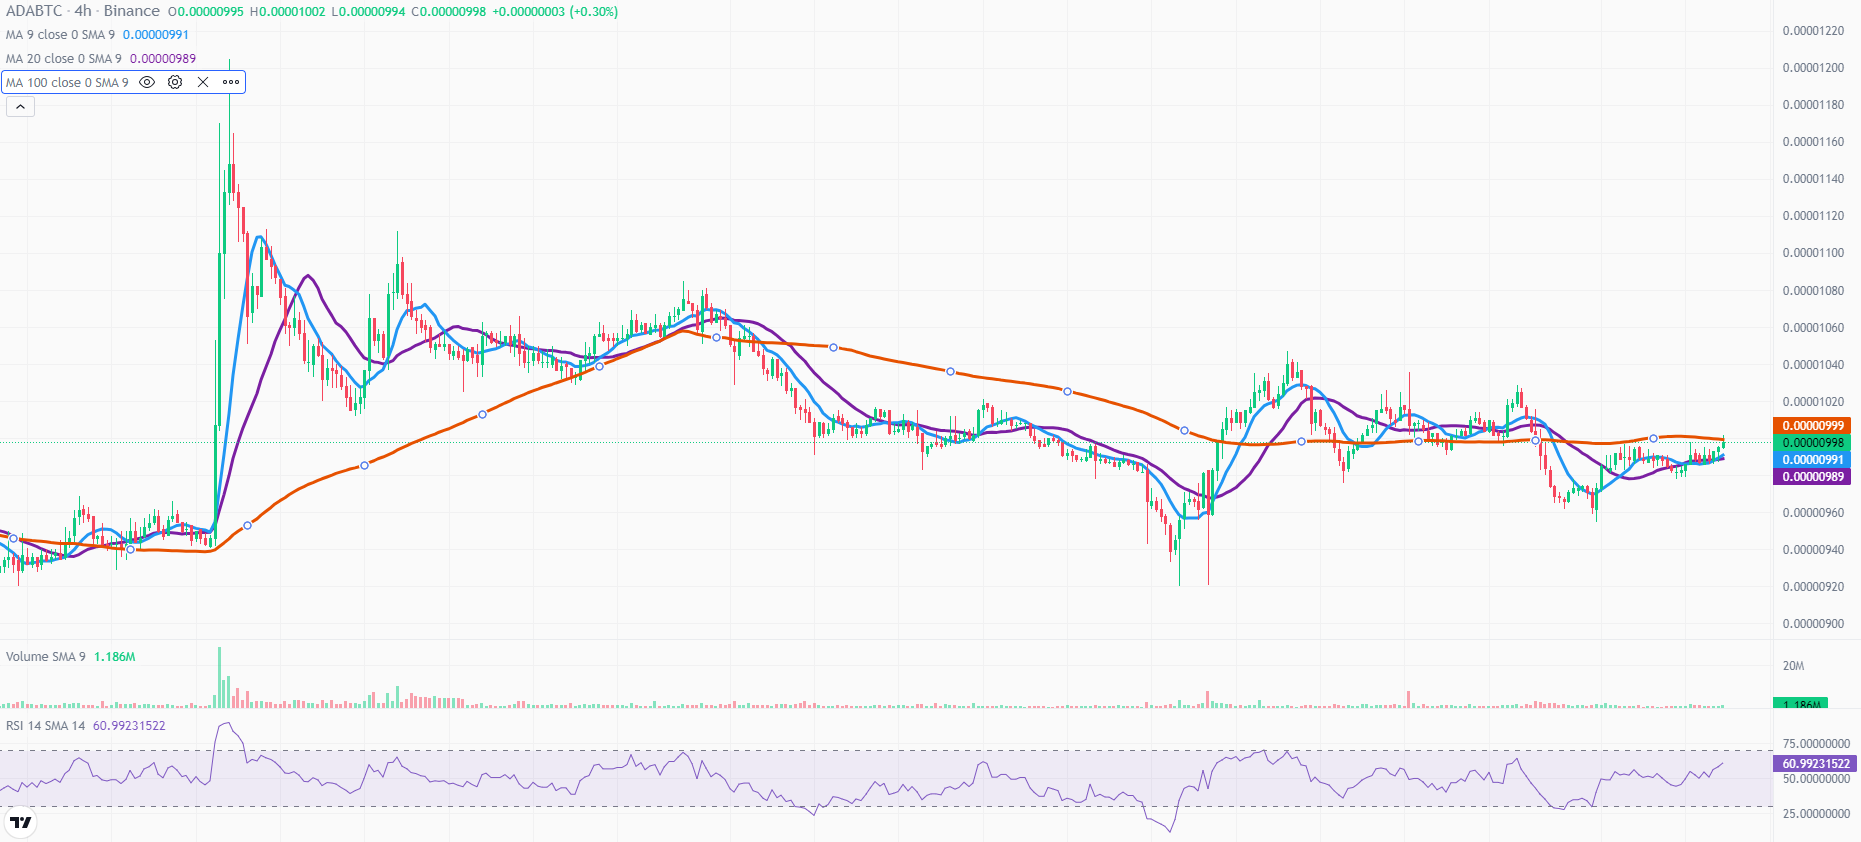 ADABTC · 4h · Binance O0.00000995 H0.00001002 L0.00000994 C0.00000998 +0.00000003 (+0.30%)
MA 9 close 0 SMA 9 0.00000991
MA 20 close 0 SMA 9 0.00000989
MA 100 close 0 SMA 9
0.00001220
0.00001200
0.00001180
0.00001160
0.00001140
0.00001120
0.00001100
0.00001080
0.00001060
0.00001040
0.00001020
0.00000999
0.00000998
0.00000991
0.00000989
0.00000960
0.00000940
0.00000920
0.00000900
Volume SMA 9 1.186M
20M
1.186M
RSI 14 SMA 14 60.99231522
75.00000000
60.99231522
50.00000000
25.00000000